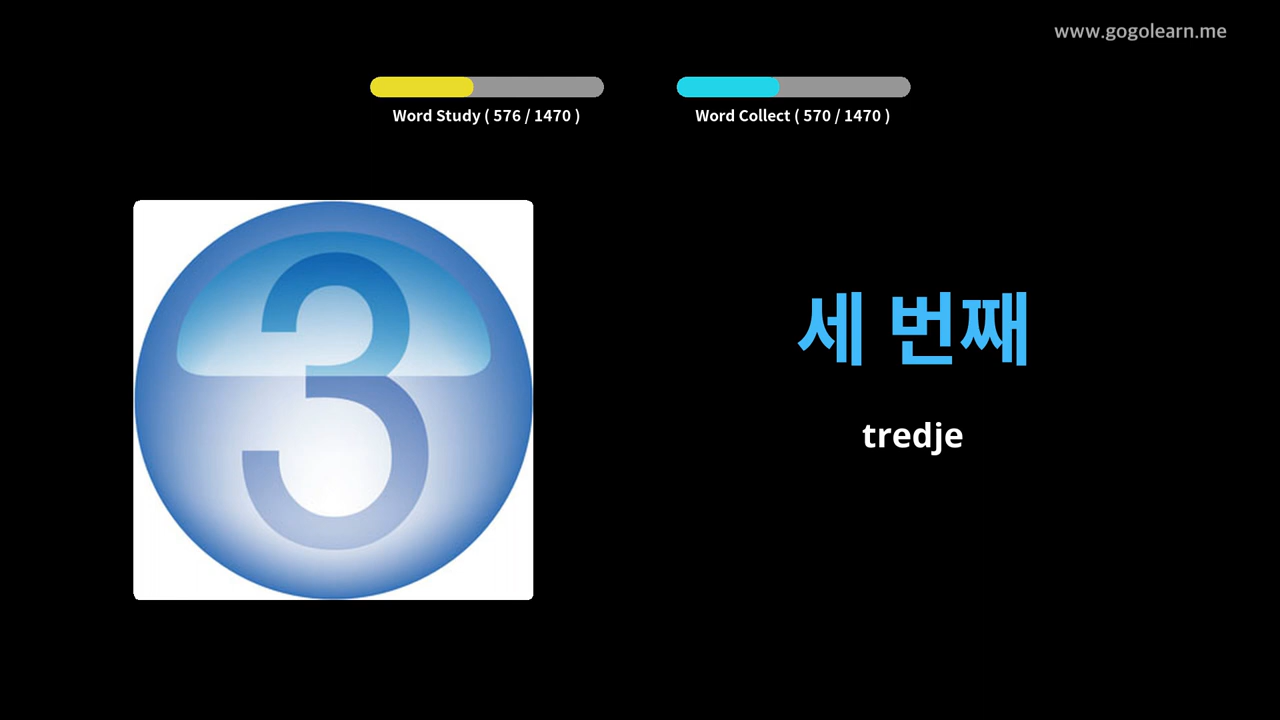 www.gogolearn.me
Word Study ( 576 / 1470 )
Word Collect ( 570 / 1470 )
3
세 번째
tredje